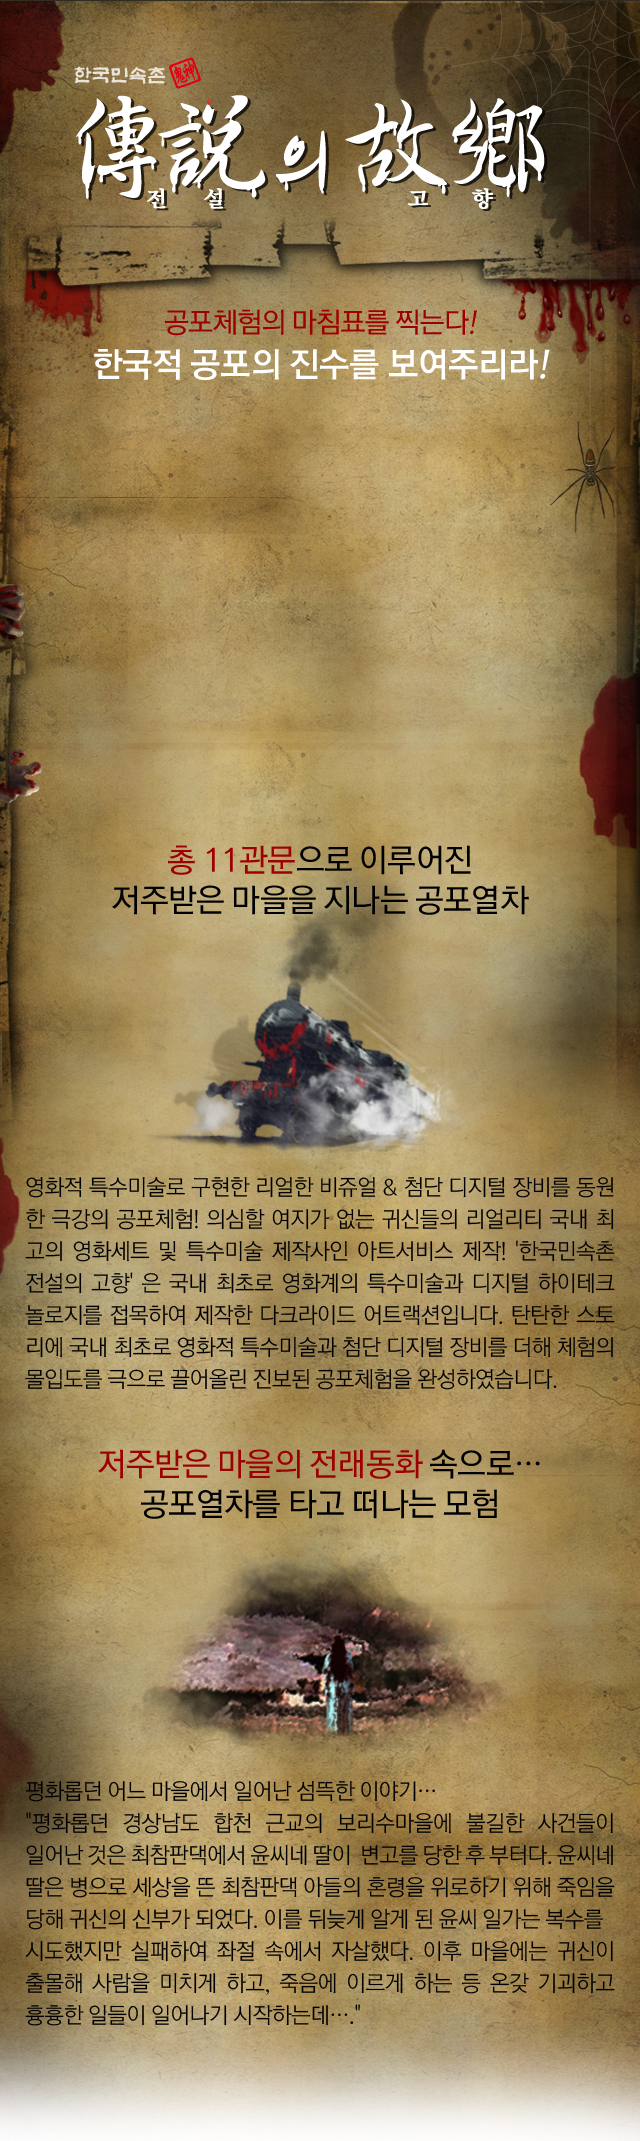 한국민속촌 鬼神
傳說의 故鄕
전설 고향
공포체험의 마침표를 찍는다!
한국적 공포의 진수를 보여주리라!
총 11관문으로 이루어진
저주받은 마을을 지나는 공포열차
영화적 특수미술로 구현한 리얼한 비쥬얼 & 첨단 디지털 장비를 동원
한 극강의 공포체험! 의심할 여지가 없는 귀신들의 리얼리티 국내 최
고의 영화세트 및 특수미술 제작사인 아트서비스 제작! '한국민속촌
전설의 고향' 은 국내 최초로 영화계의 특수미술과 디지털 하이테크
놀로지를 접목하여 제작한 다크라이드 어트랙션입니다. 탄탄한 스토
리에 국내 최초로 영화적 특수미술과 첨단 디지털 장비를 더해 체험의
몰입도를 극으로 끌어올린 진보된 공포체험을 완성하였습니다.
저주받은 마을의 전래동화 속으로…
공포열차를 타고 떠나는 모험
평화롭던 어느 마을에서 일어난 섬뜩한 이야기…
"평화롭던 경상남도 합천 근교의 보리수마을에 불길한 사건들이
일어난 것은 최참판댁에서 윤씨네 딸이 변고를 당한 후 부터다. 윤씨네
딸은 병으로 세상을 뜬 최참판댁 아들의 혼령을 위로하기 위해 죽임을
당해 귀신의 신부가 되었다. 이를 뒤늦게 알게 된 윤씨 일가는 복수를
시도했지만 실패하여 좌절 속에서 자살했다. 이후 마을에는 귀신이
출몰해 사람을 미치게 하고, 죽음에 이르게 하는 등 온갖 기괴하고
흉흉한 일들이 일어나기 시작하는데…."